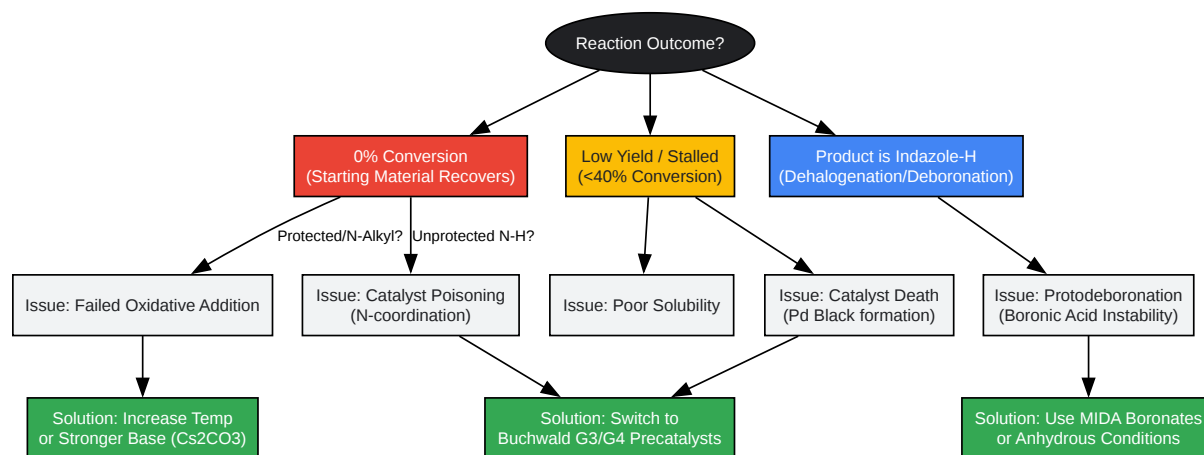 Reaction Outcome?
0% Conversion
(Starting Material Recovers)
Low Yield / Stalled
(<40% Conversion)
Product is Indazole-H
(Dehalogenation/Deboronation)
Protected/N-Alkyl?
Unprotected N-H?
Issue: Failed Oxidative Addition
Issue: Catalyst Poisoning
(N-coordination)
Issue: Poor Solubility
Issue: Catalyst Death
(Pd Black formation)
Issue: Protodeboronation
(Boronic Acid Instability)
Solution: Increase Temp
or Stronger Base (Cs2CO3)
Solution: Switch to
Buchwald G3/G4 Precatalysts
Solution: Use MIDA Boronates
or Anhydrous Conditions